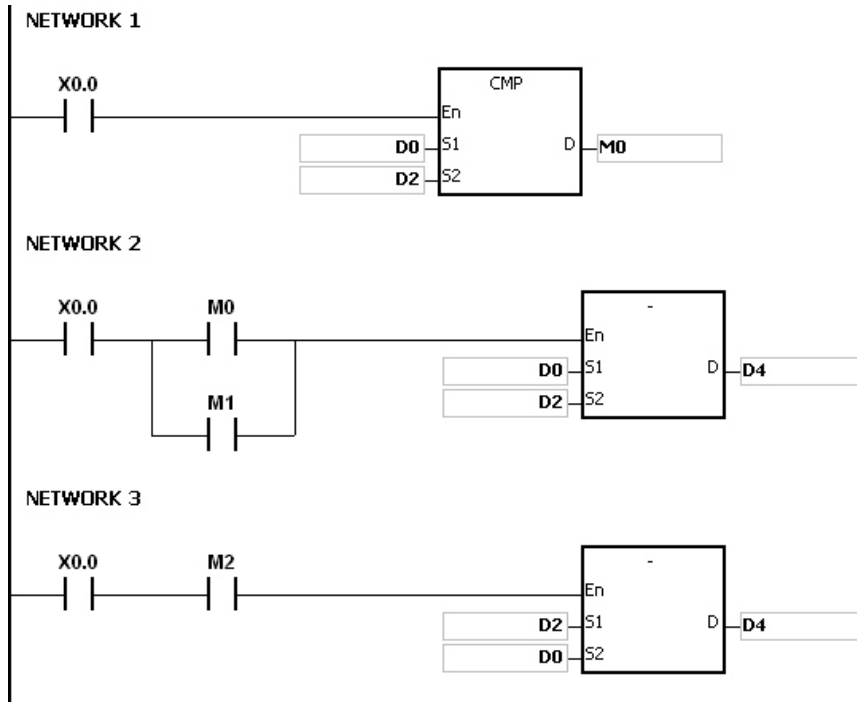 NETWORK 1
X0.0
CMP
En
D0 S1 D M0
D2 S2
NETWORK 2
X0.0 M0
-
En
D0 S1 D D4
D2 S2
M1
NETWORK 3
X0.0 M2
-
En
D2 S1 D D4
D0 S2